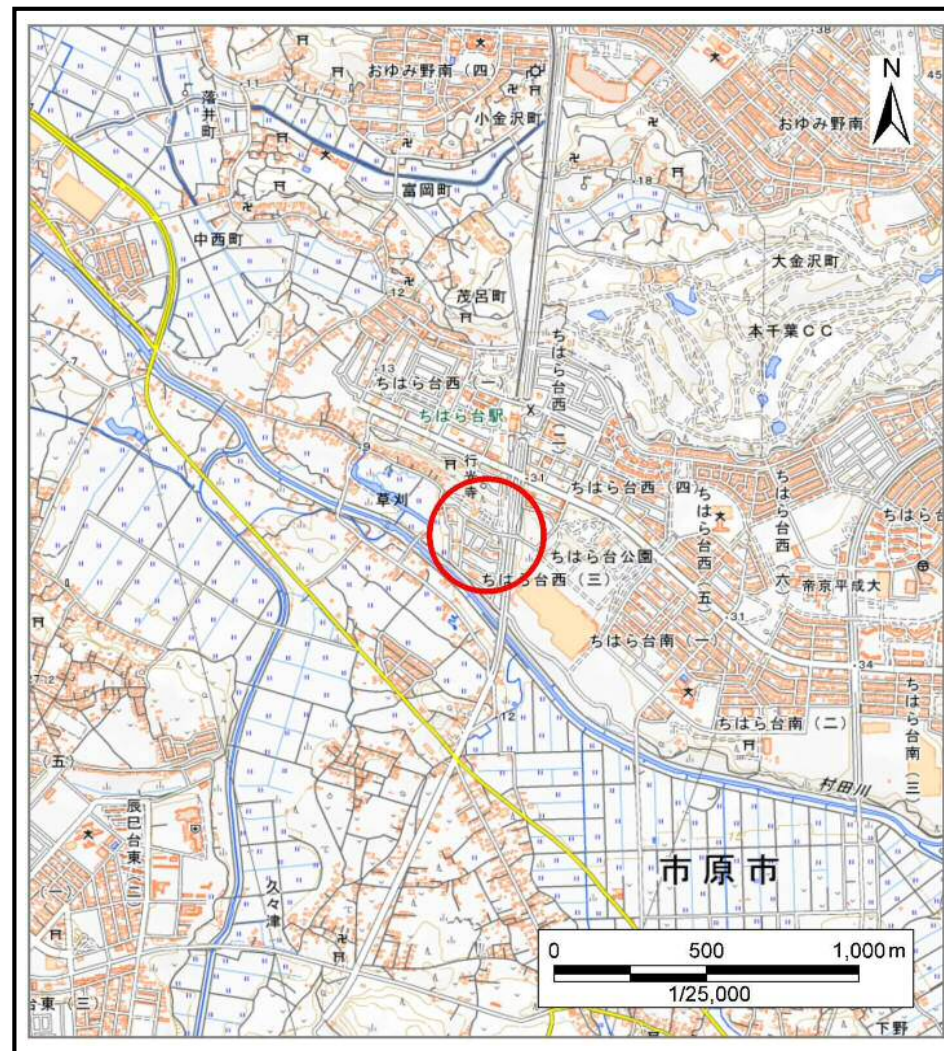 おゆみ野南(四)
小金沢町
落井町
おゆみ野南
N
富岡町
中西町
大金沢町
茂呂町
本千葉CC
ちはら台西(二)
ちはら台西(一)
ちはら台駅
行光寺
草刈
ちはら台西(四)
ちはら台公園
ちはら台西(三)
ちはら台西(五)
ちはら台西(六)
帝京平成大
ちはら台南(一)
ちはら台南(二)
ちはら台南(三)
村田川
(五)
辰巳台東(二)
(一)
久々津
市原市
台東(三)
下野
0 500 1,000m
1/25,000